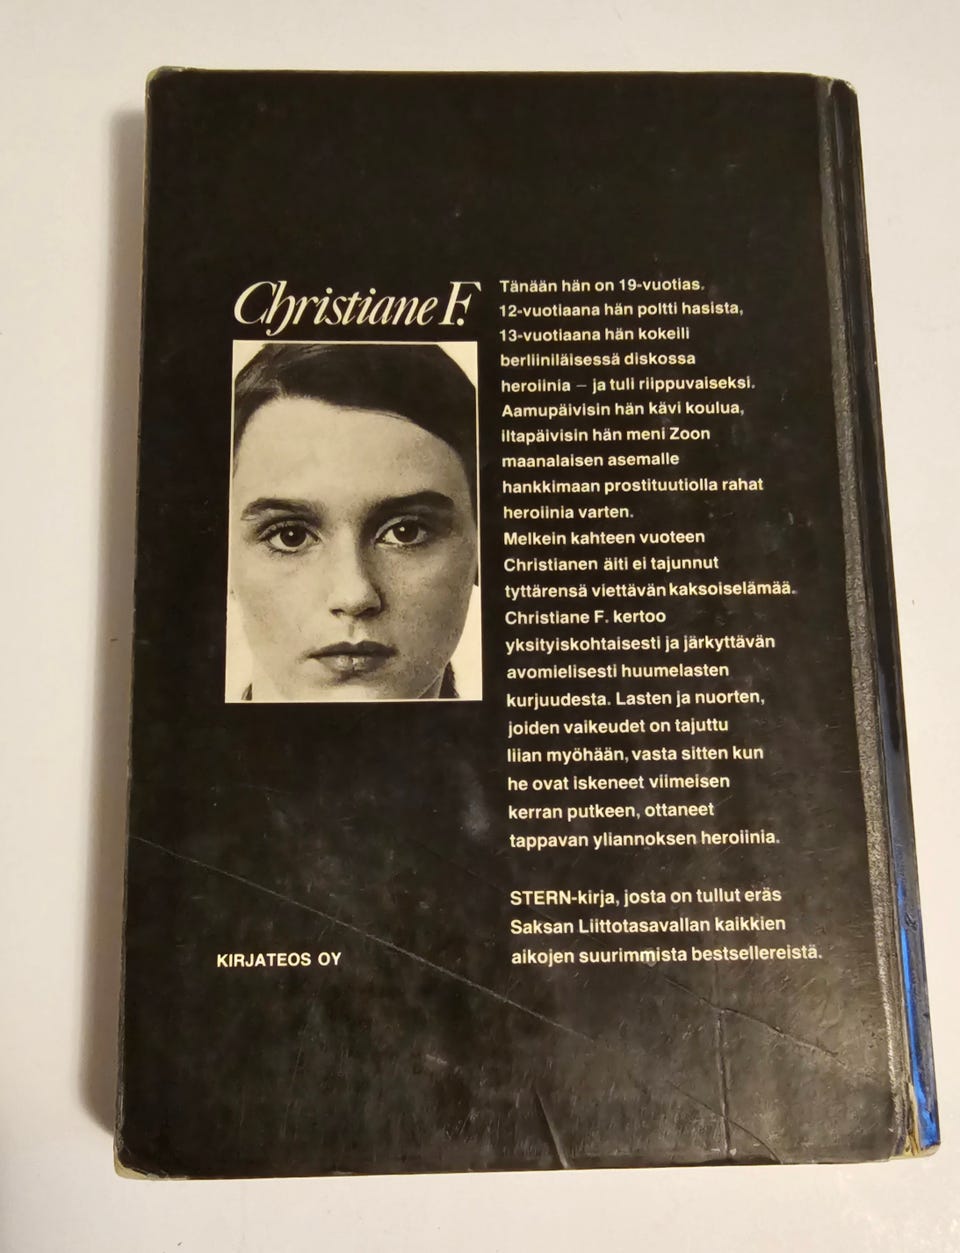 Christiane F.
Tänään hän on 19-vuotias.
12-vuotiaana hän poltti hasista,
13-vuotiaana hän kokeili
berliiniläisessä diskossa
heroiinia – ja tuli riippuvaiseksi.
Aamupäivisin hän kävi koulua,
iltapäivisin hän meni Zoon
maanalaisen asemalle
hankkimaan prostituutiolla rahat
heroiinia varten.
Melkein kahteen vuoteen
Christianen äiti ei tajunnut
tyttärensä viettävän kaksoiselämää.
Christiane F. kertoo
yksityiskohtaisesti ja järkyttävän
avomielisesti huumelasten
kurjuudesta. Lasten ja nuorten,
joiden vaikeudet on tajuttu
liian myöhään, vasta sitten kun
he ovat iskeneet viimeisen
kerran putkeen, ottaneet
tappavan yliannoksen heroiinia.
STERN-kirja, josta on tullut eräs
Saksan Liittotasavallan kaikkien
aikojen suurimmista bestsellereistä.
KIRJATEOS OY